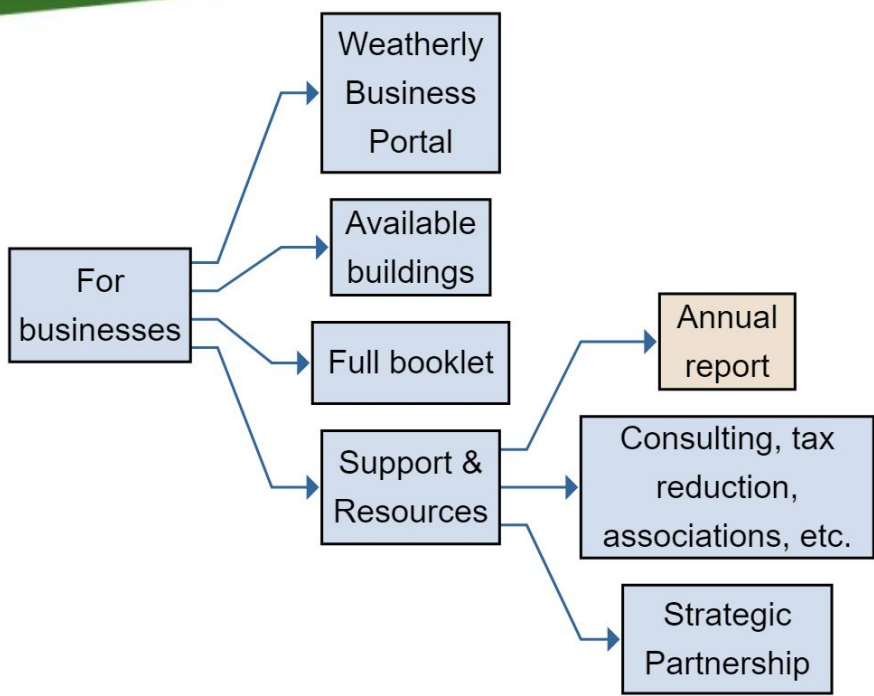 Weatherly
Business
Portal
Available
buildings
For
businesses
Full booklet
Support &
Resources
Annual
report
Consulting, tax
reduction,
associations, etc.
Strategic
Partnership